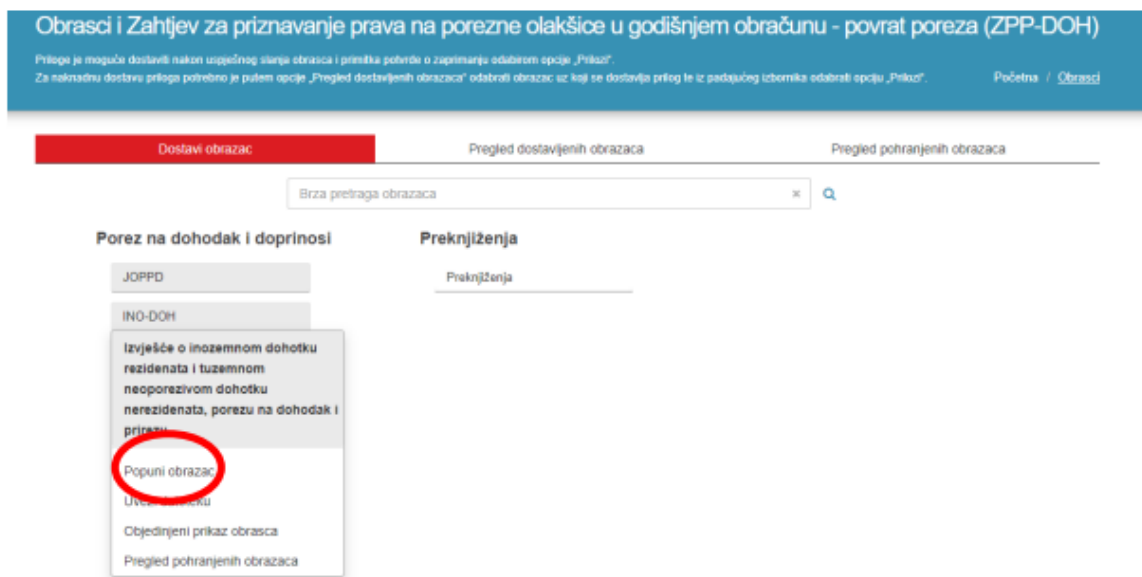 Obrasci i Zahtjev za priznavanje prava na porezne olakšice u godišnjem obračunu - povrat poreza (ZPP-DOH)
Priloge je moguće dostaviti nakon uspješnog slanja obrasca i primitka potvrde o zaprimanju odabirom opcije „Prilozi".
Za naknadnu dostavu priloga potrebno je putem opcije „Pregled dostavljenih obrazaca" odabrati obrazac uz koji se dostavlja prilog te iz padajućeg izbornika odabrati opciju „Prilozi".
Početna / Obrasci
Dostavi obrazac
Pregled dostavljenih obrazaca
Pregled pohranjenih obrazaca
Brza pretraga obrazaca
Porez na dohodak i doprinosi
Preknjiženja
JOPPD
Preknjiženja
INO-DOH
Izvješće o inozemnom dohotku
rezidenata i tuzemnom
neoporezivom dohotku
nerezidenata, porezu na dohodak i
prirezu
Popuni obrazac
Objedinjeni prikaz obrasca
Pregled pohranjenih obrazaca